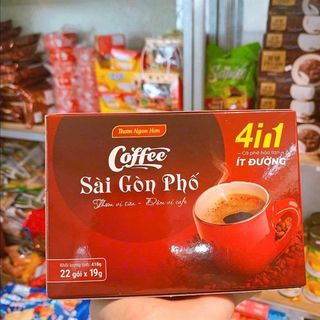 Thơm Ngon Hơn
Coffee
Sài Gòn Phố
Thơm vị sữa - Đậm vị cafe
4in1
Cà phê hòa tan
ÍT ĐƯỜNG
Khối lượng tịnh: 418g
22 gói x 19g